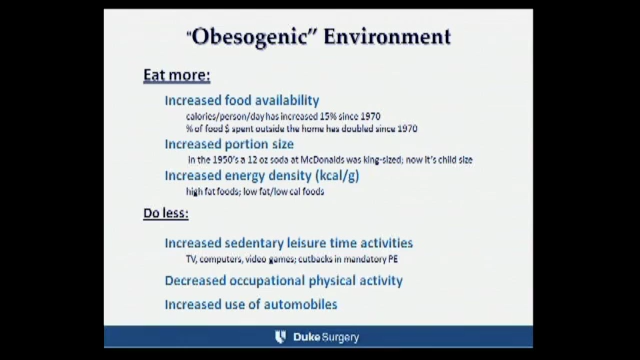 "Obesogenic" Environment
Eat more:
Increased food availability
calories/person/day has increased 15% since 1970
% of food $ spent outside the home has doubled since 1970
Increased portion size
In the 1950's a 12 oz soda at McDonalds was king-sized; now it's child size
Increased energy density (kcal/g)
high fat foods; low fat/low cal foods
Do less:
Increased sedentary leisure time activities
TV, computers, video games; cutbacks in mandatory PE
Decreased occupational physical activity
Increased use of automobiles
Duke Surgery